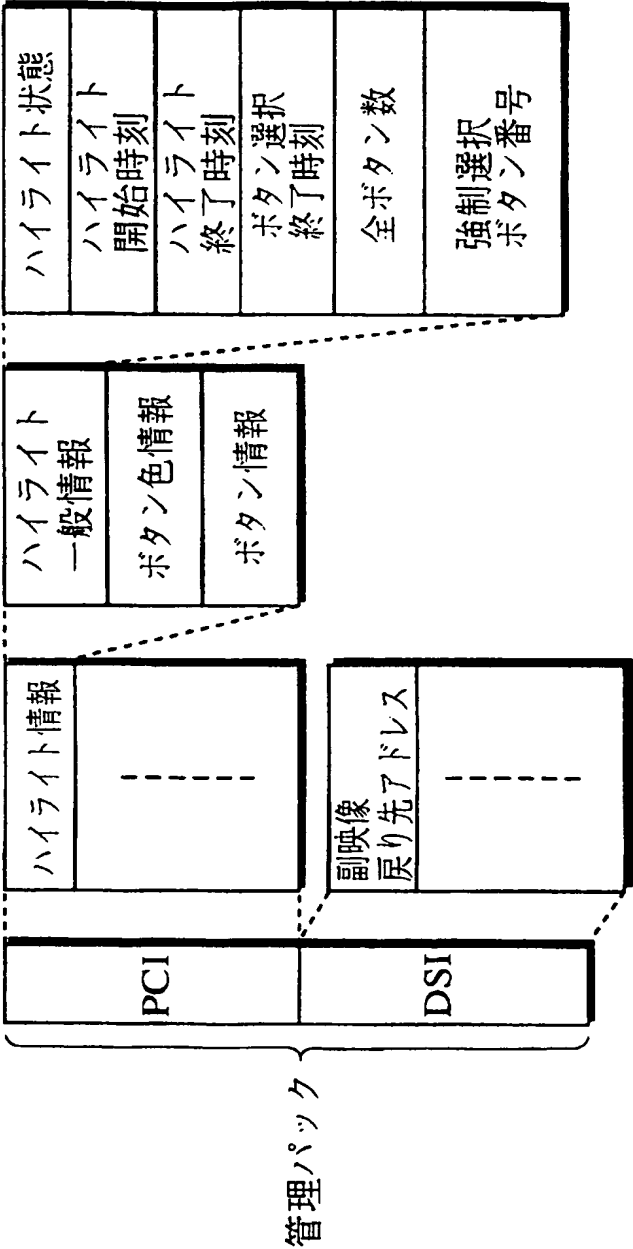 管理パック
PCI
DSI
ハイライト情報
副映像
戻り先アドレス
ハイライト
一般情報
ボタン色情報
ボタン情報
ハイライト状態
ハイライト
開始時刻
ハイライト
終了時刻
ボタン選択
終了時刻
全ボタン数
強制選択
ボタン番号